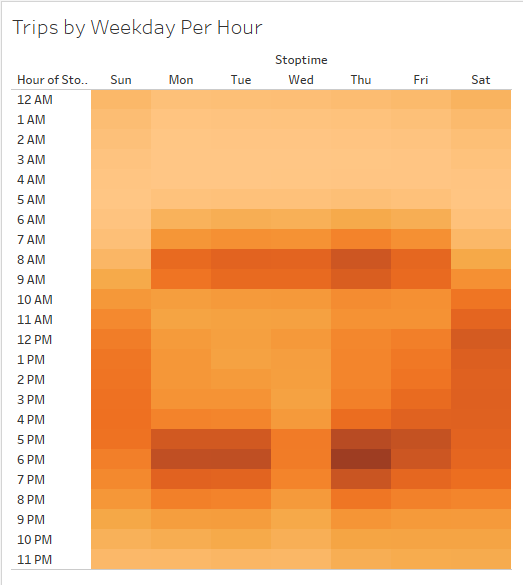 Trips by Weekday Per Hour
Stoptime
Hour of Sto.. Sun Mon Tue Wed Thu Fri Sat
12 AM
1 AM
2 AM
3 AM
4 AM
5 AM
6 AM
7 AM
8 AM
9 AM
10 AM
11 AM
12 PM
1 PM
2 PM
3 PM
4 PM
5 PM
6 PM
7 PM
8 PM
9 PM
10 PM
11 PM